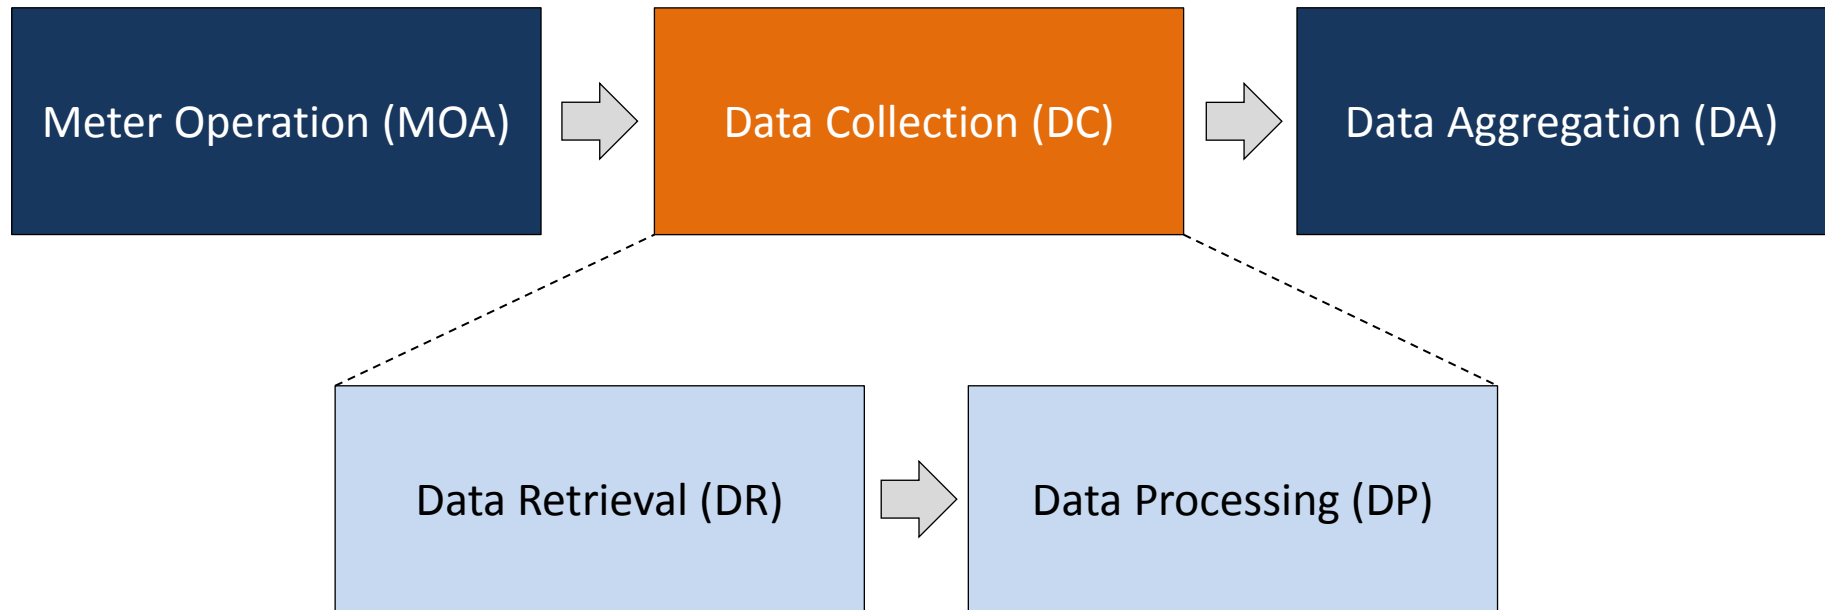 Meter Operation (MOA)
Data Collection (DC)
Data Aggregation (DA)
Data Retrieval (DR)
Data Processing (DP)